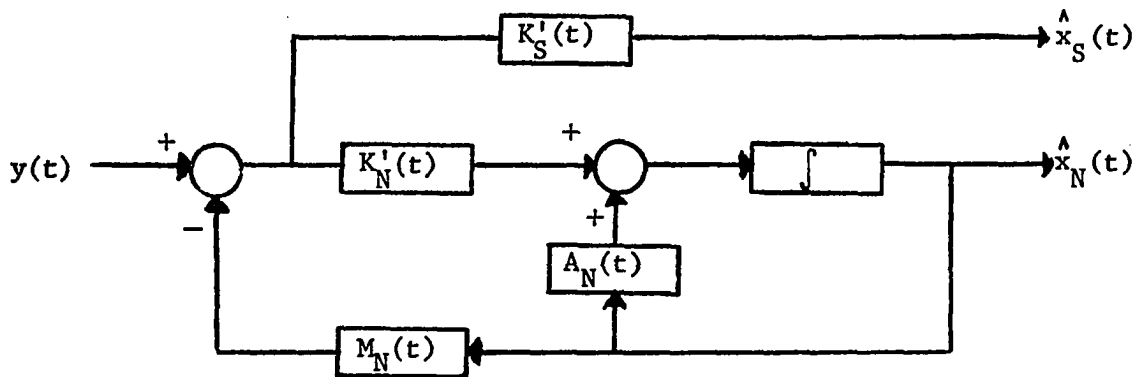 K'_S(t)
x̂_S(t)
y(t)
+
−
K'_N(t)
+
+
∫
x̂_N(t)
A_N(t)
M_N(t)